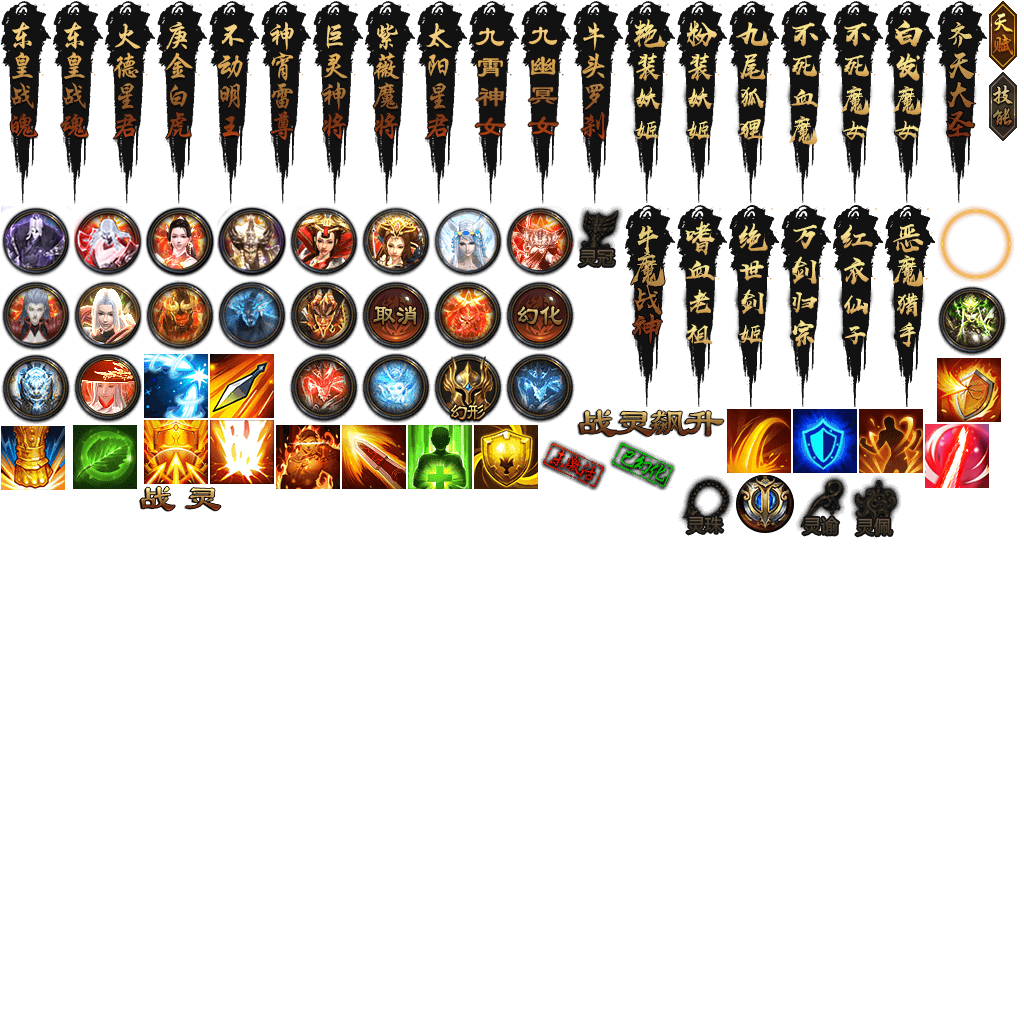 东皇战魄
东皇战魂
火德星君
庚金白虎
不动明王
神霄雷尊
巨灵神将
紫薇魔将
太阳星君
九霄神女
九幽冥女
牛头罗刹
艳装妖姬
粉装妖姬
九尾狐狸
不死血魔
不死魔女
白发魔女
齐天大圣
天赋
技能
灵冠
牛魔战神
嗜血老祖
绝世剑姬
万剑归宗
红衣仙子
恶魔猎手
取消
幻化
幻形
战灵飙升
已幻化
战灵
灵珠
灵谕
灵佩